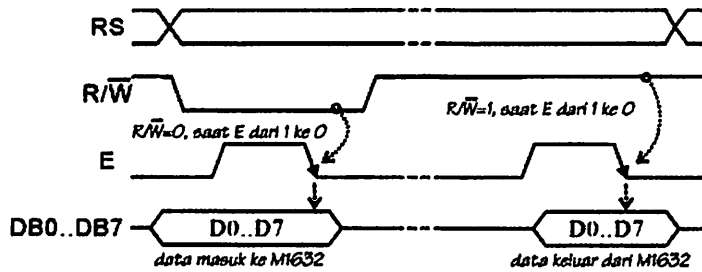 RS
R/W̅
R/W̅=0, saat E dari 1 ke 0
R/W̅=1, saat E dari 1 ke 0
E
DB0..DB7
D0..D7
D0..D7
data masuk ke M1632
data keluar dari M1632